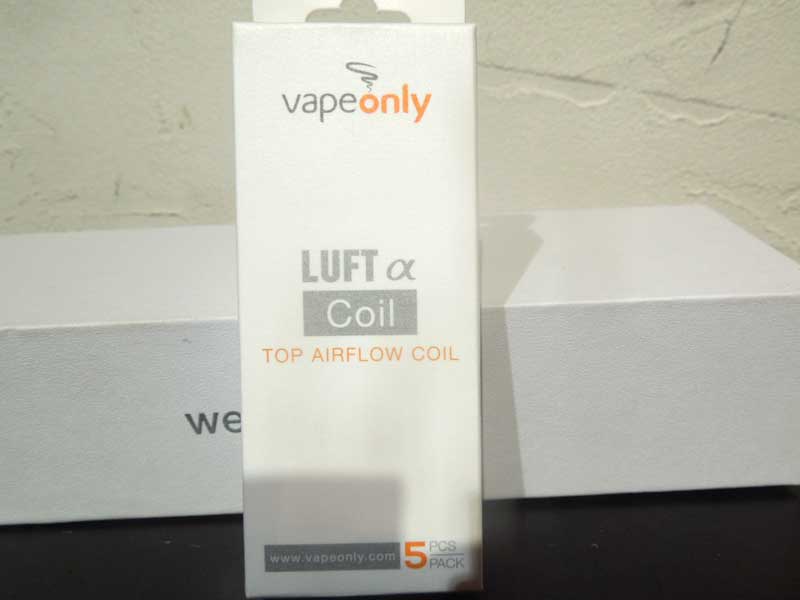 vapeonly
LUFT α
Coil
TOP AIRFLOW COIL
we
www.vapeonly.com 5 PCS
PACK